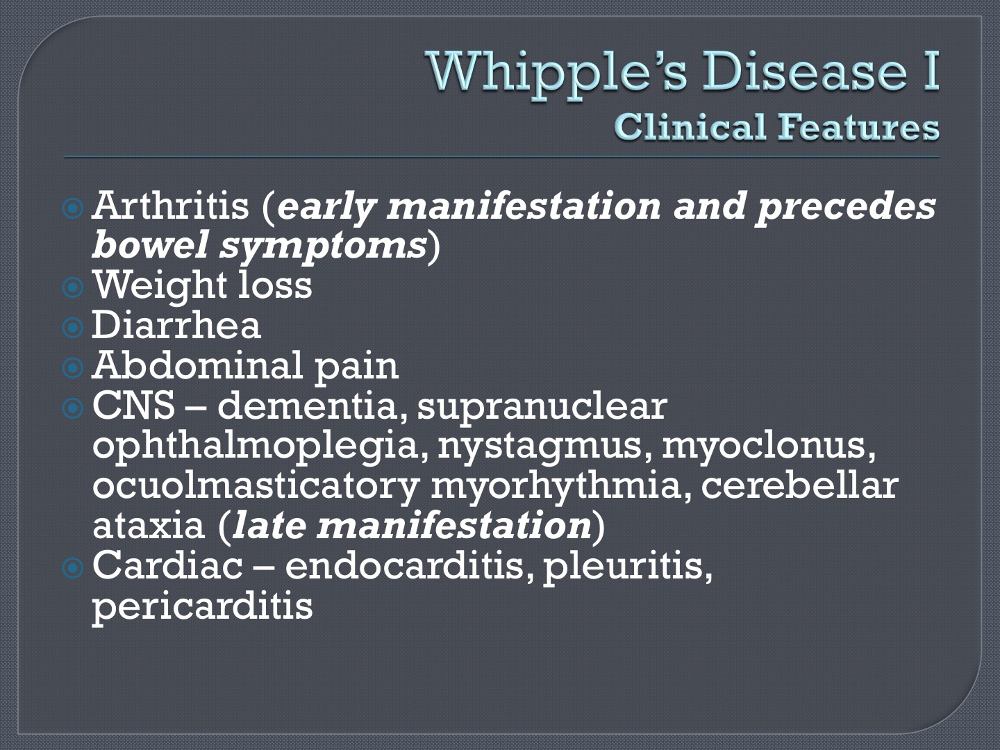 Whipple’s Disease I
Clinical Features
Arthritis (early manifestation and precedes
bowel symptoms)
Weight loss
Diarrhea
Abdominal pain
CNS – dementia, supranuclear
ophthalmoplegia, nystagmus, myoclonus,
ocuolmasticatory myorhythmia, cerebellar
ataxia (late manifestation)
Cardiac – endocarditis, pleuritis,
pericarditis